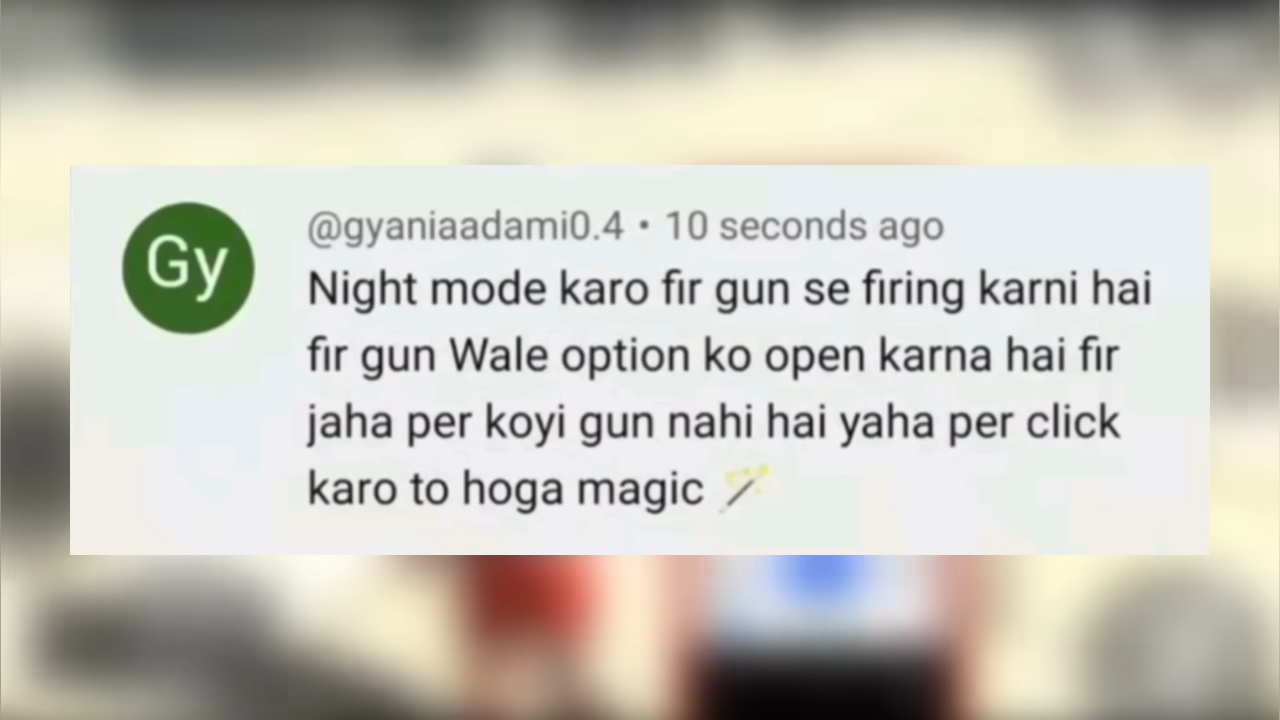 Gy
@gyaniaadami0.4 • 10 seconds ago
Night mode karo fir gun se firing karni hai
fir gun Wale option ko open karna hai fir
jaha per koyi gun nahi hai yaha per click
karo to hoga magic 🪄